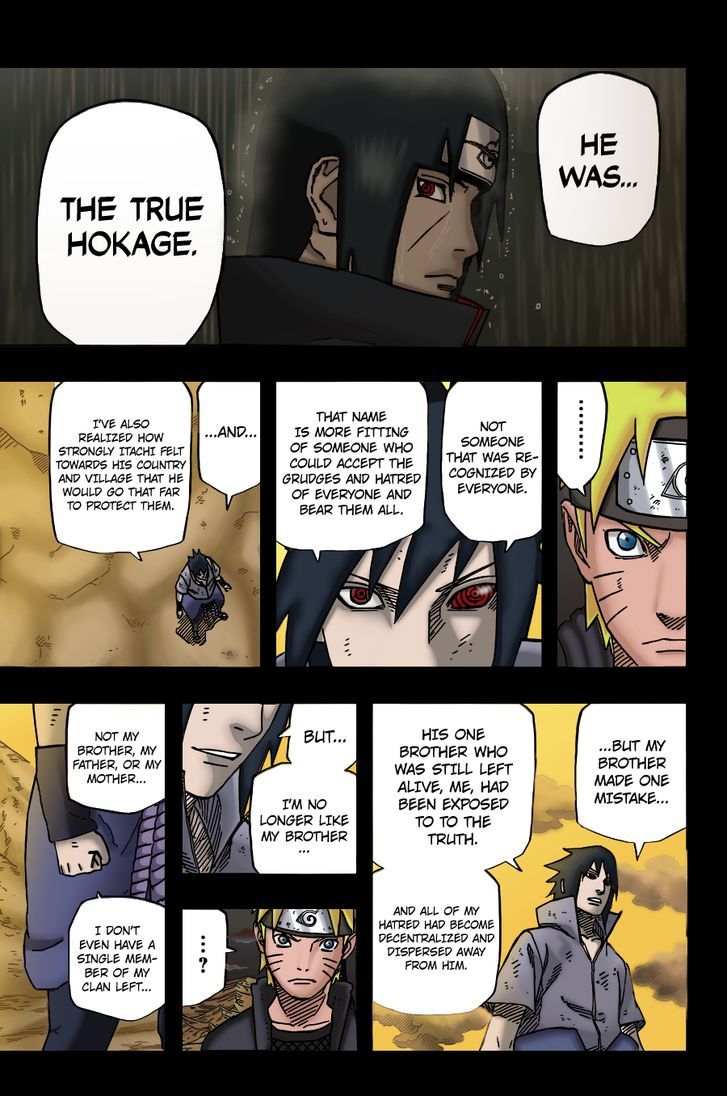 HE
WAS...
THE TRUE
HOKAGE.
..........
NOT
SOMEONE
THAT WAS RE-
COGNIZED BY
EVERYONE.
THAT NAME
IS MORE FITTING
OF SOMEONE WHO
COULD ACCEPT THE
GRUDGES AND HATRED
OF EVERYONE AND
BEAR THEM ALL.
...AND...
I'VE ALSO
REALIZED HOW
STRONGLY ITACHI FELT
TOWARDS HIS COUNTRY
AND VILLAGE THAT HE
WOULD GO THAT FAR
TO PROTECT THEM.
...BUT MY
BROTHER
MADE ONE
MISTAKE...
HIS ONE
BROTHER WHO
WAS STILL LEFT
ALIVE, ME, HAD
BEEN EXPOSED
TO TO THE
TRUTH.
AND ALL OF MY
HATRED HAD BECOME
DECENTRALIZED AND
DISPERSED AWAY
FROM HIM.
BUT...
I'M NO
LONGER LIKE
MY BROTHER
...
....?
NOT MY
BROTHER, MY
FATHER, OR MY
MOTHER...
I DON'T
EVEN HAVE A
SINGLE MEM-
BER OF MY
CLAN LEFT...